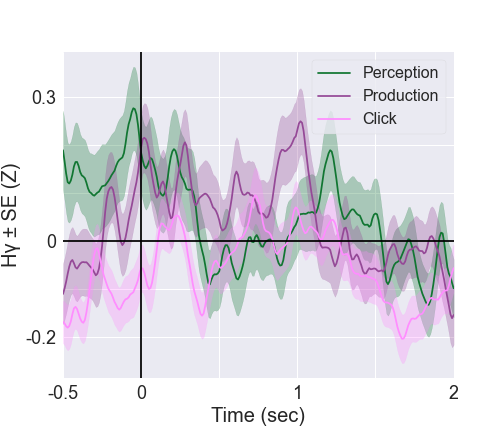 Perception
Production
Click
0.3
0
-0.2
Hγ ± SE (Z)
-0.5
0
1
2
Time (sec)